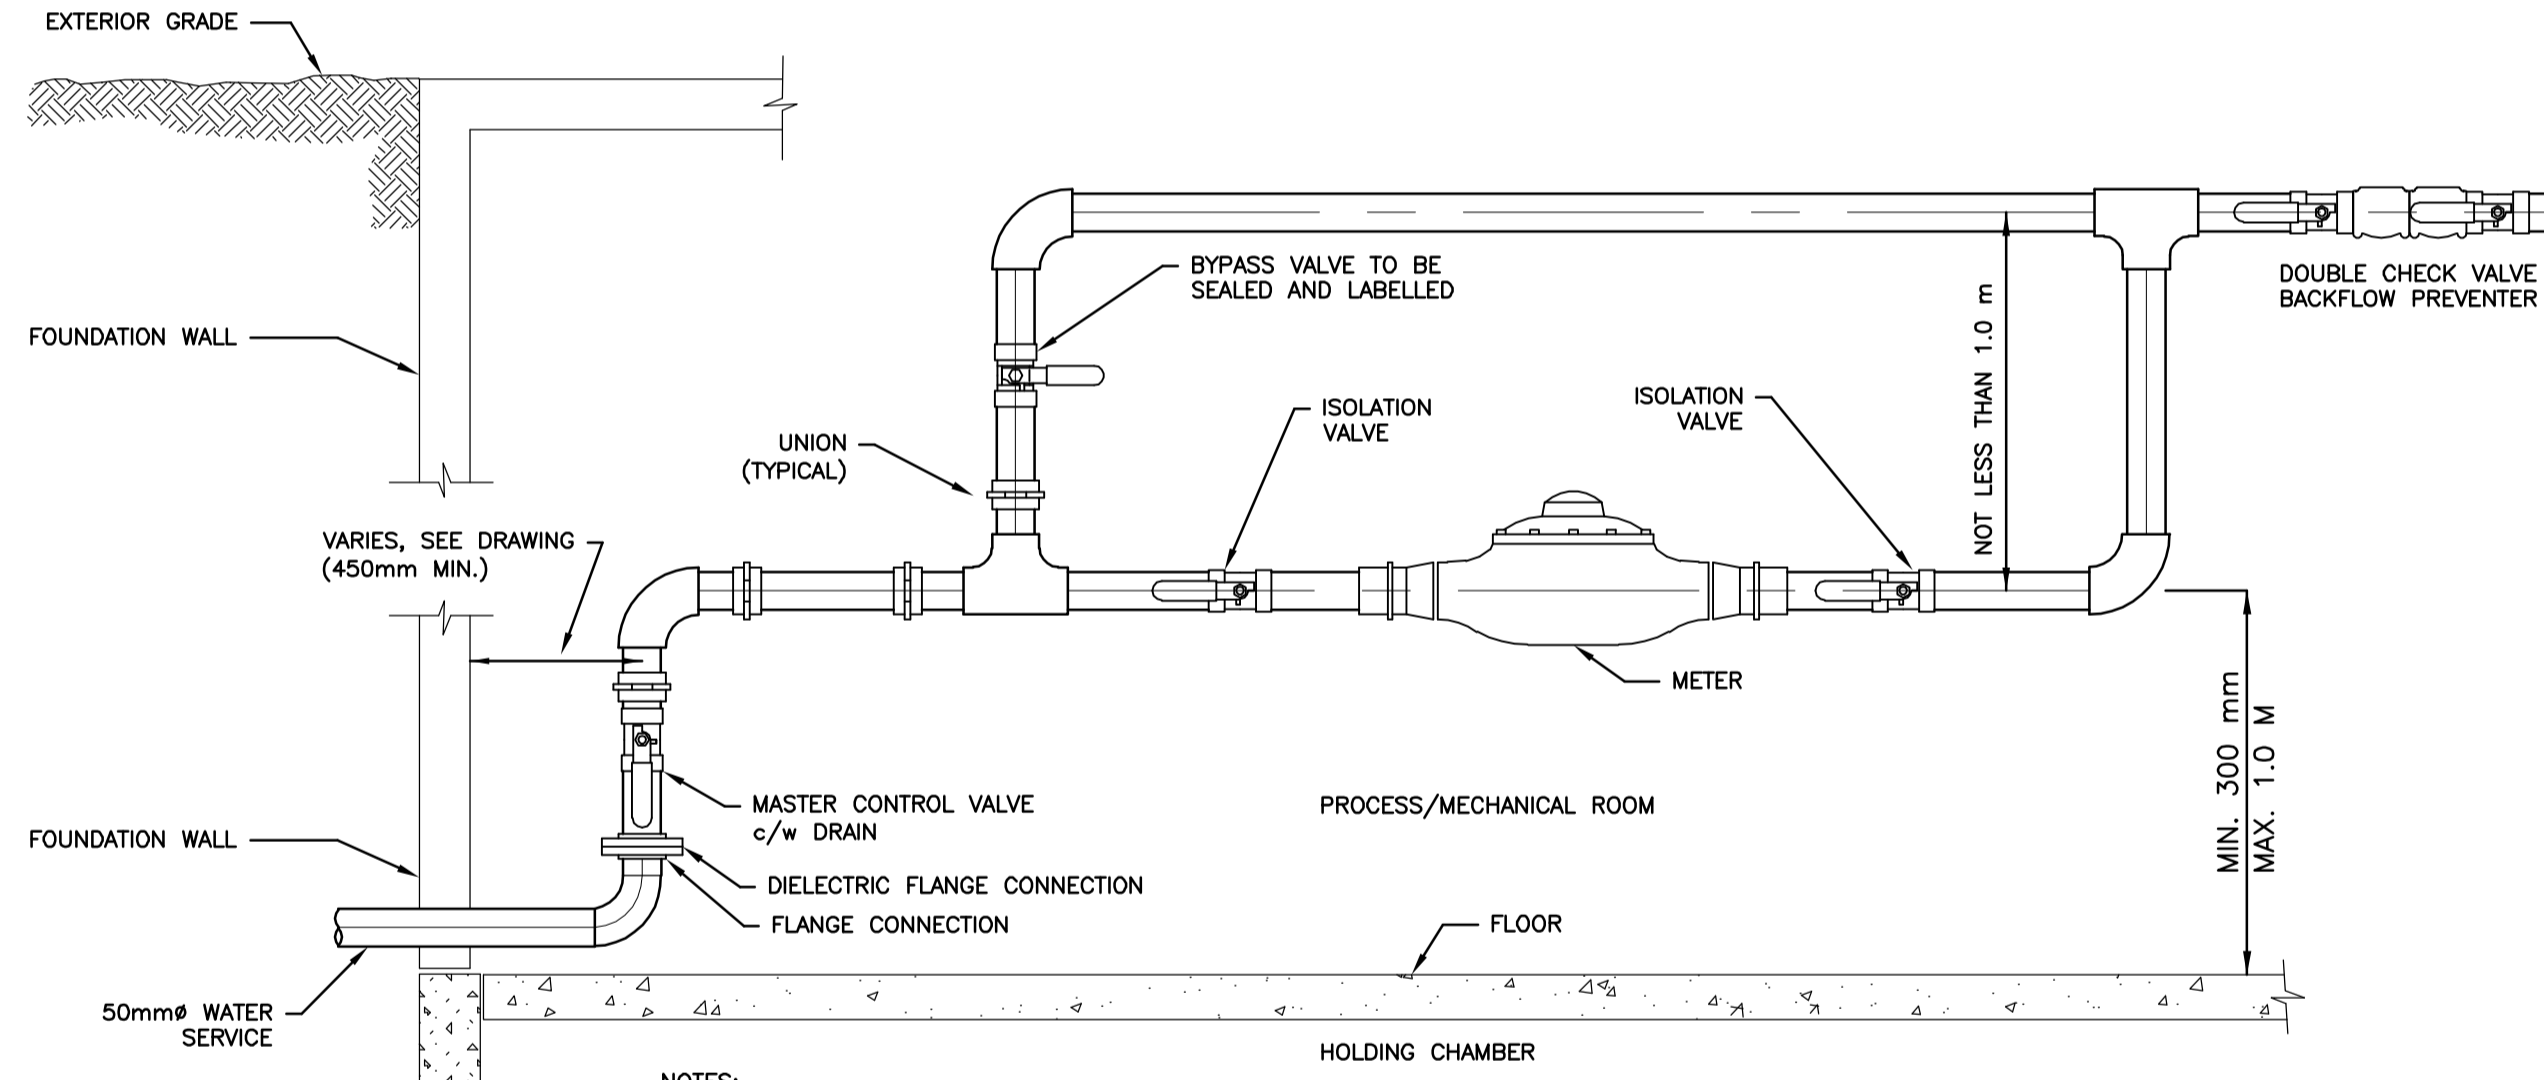 EXTERIOR GRADE
FOUNDATION WALL
BYPASS VALVE TO BE
SEALED AND LABELLED
DOUBLE CHECK VALVE
BACKFLOW PREVENTER
NOT LESS THAN 1.0 m
ISOLATION
VALVE
ISOLATION
VALVE
UNION
(TYPICAL)
VARIES, SEE DRAWING
(450mm MIN.)
METER
MIN. 300 mm
MAX. 1.0 M
MASTER CONTROL VALVE
c/w DRAIN
PROCESS/MECHANICAL ROOM
FOUNDATION WALL
DIELECTRIC FLANGE CONNECTION
FLANGE CONNECTION
FLOOR
50mmø WATER
SERVICE
HOLDING CHAMBER
NOTES: